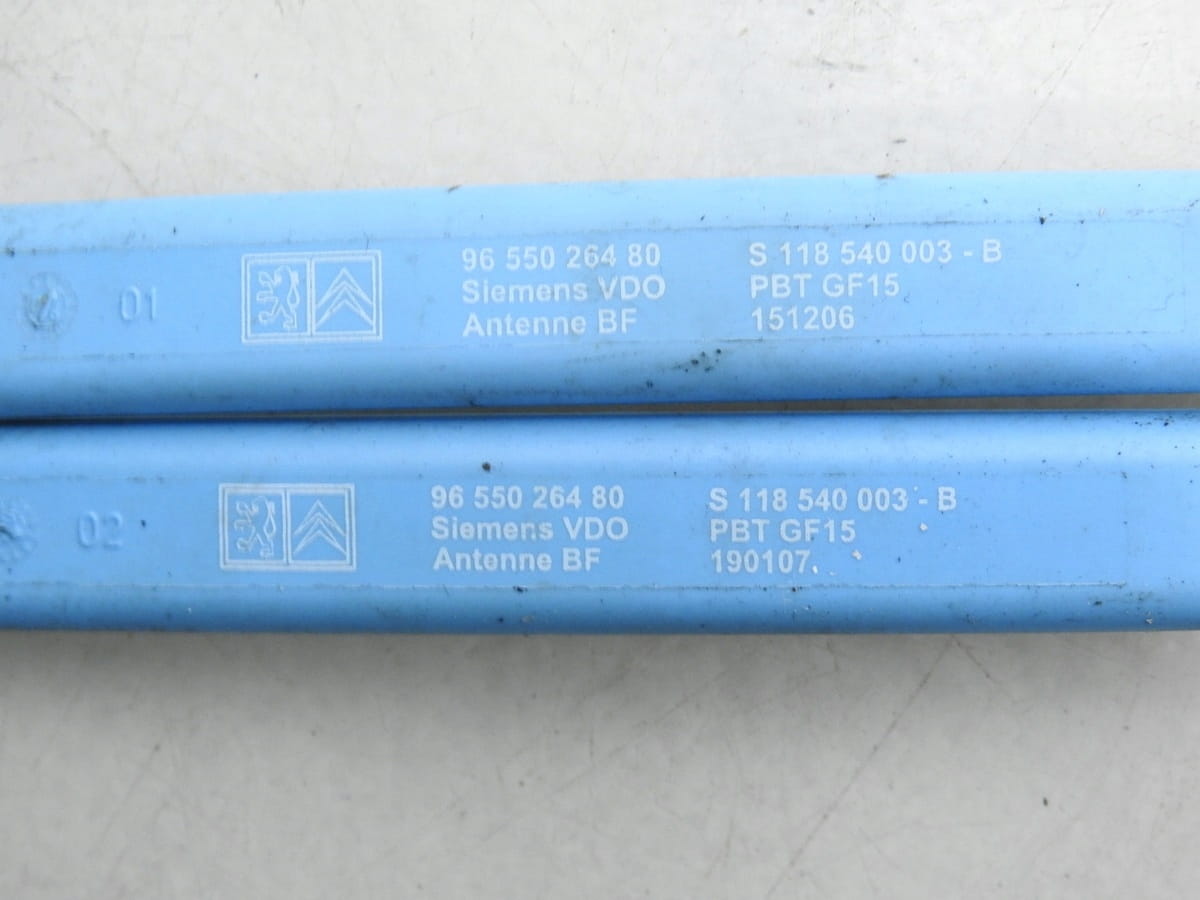 01
96 550 264 80
Siemens VDO
Antenne BF
S 118 540 003 - B
PBT GF15
151206
02
96 550 264 80
Siemens VDO
Antenne BF
S 118 540 003 - B
PBT GF15
190107